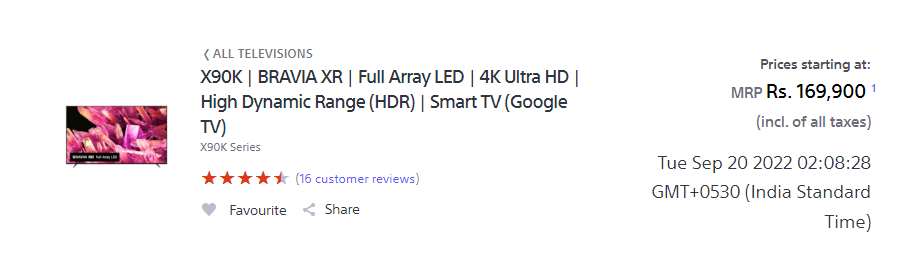 ❮ ALL TELEVISIONS
X90K | BRAVIA XR | Full Array LED | 4K Ultra HD |
High Dynamic Range (HDR) | Smart TV (Google
TV)
X90K Series
(16 customer reviews)
Favourite
Share
BRAVIA XR Full Array LED
Prices starting at:
MRP Rs. 169,900 1
(incl. of all taxes)
Tue Sep 20 2022 02:08:28
GMT+0530 (India Standard
Time)